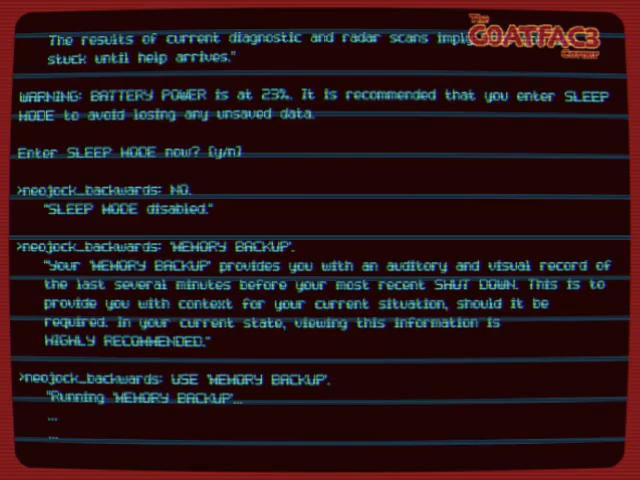 The results of current diagnostic and radar scans
stuck until help arrives."
The
GOATFAC3
Corner
WARNING: BATTERY POWER is at 23%. It is recommended that you enter SLEEP
MODE to avoid losing any unsaved data.
Enter SLEEP MODE now? [y/n]
>neojock_backwards: NO.
"SLEEP MODE disabled."
>neojock_backwards: 'MEMORY BACKUP'.
"Your 'MEMORY BACKUP' provides you with an auditory and visual record of
the last several minutes before your most recent SHUT DOWN. This is to
provide you with context for your current situation, should it be
required. In your current state, viewing this information is
HIGHLY RECOMMENDED."
>neojock_backwards: USE 'MEMORY BACKUP'.
"Running 'MEMORY BACKUP'...
...
...